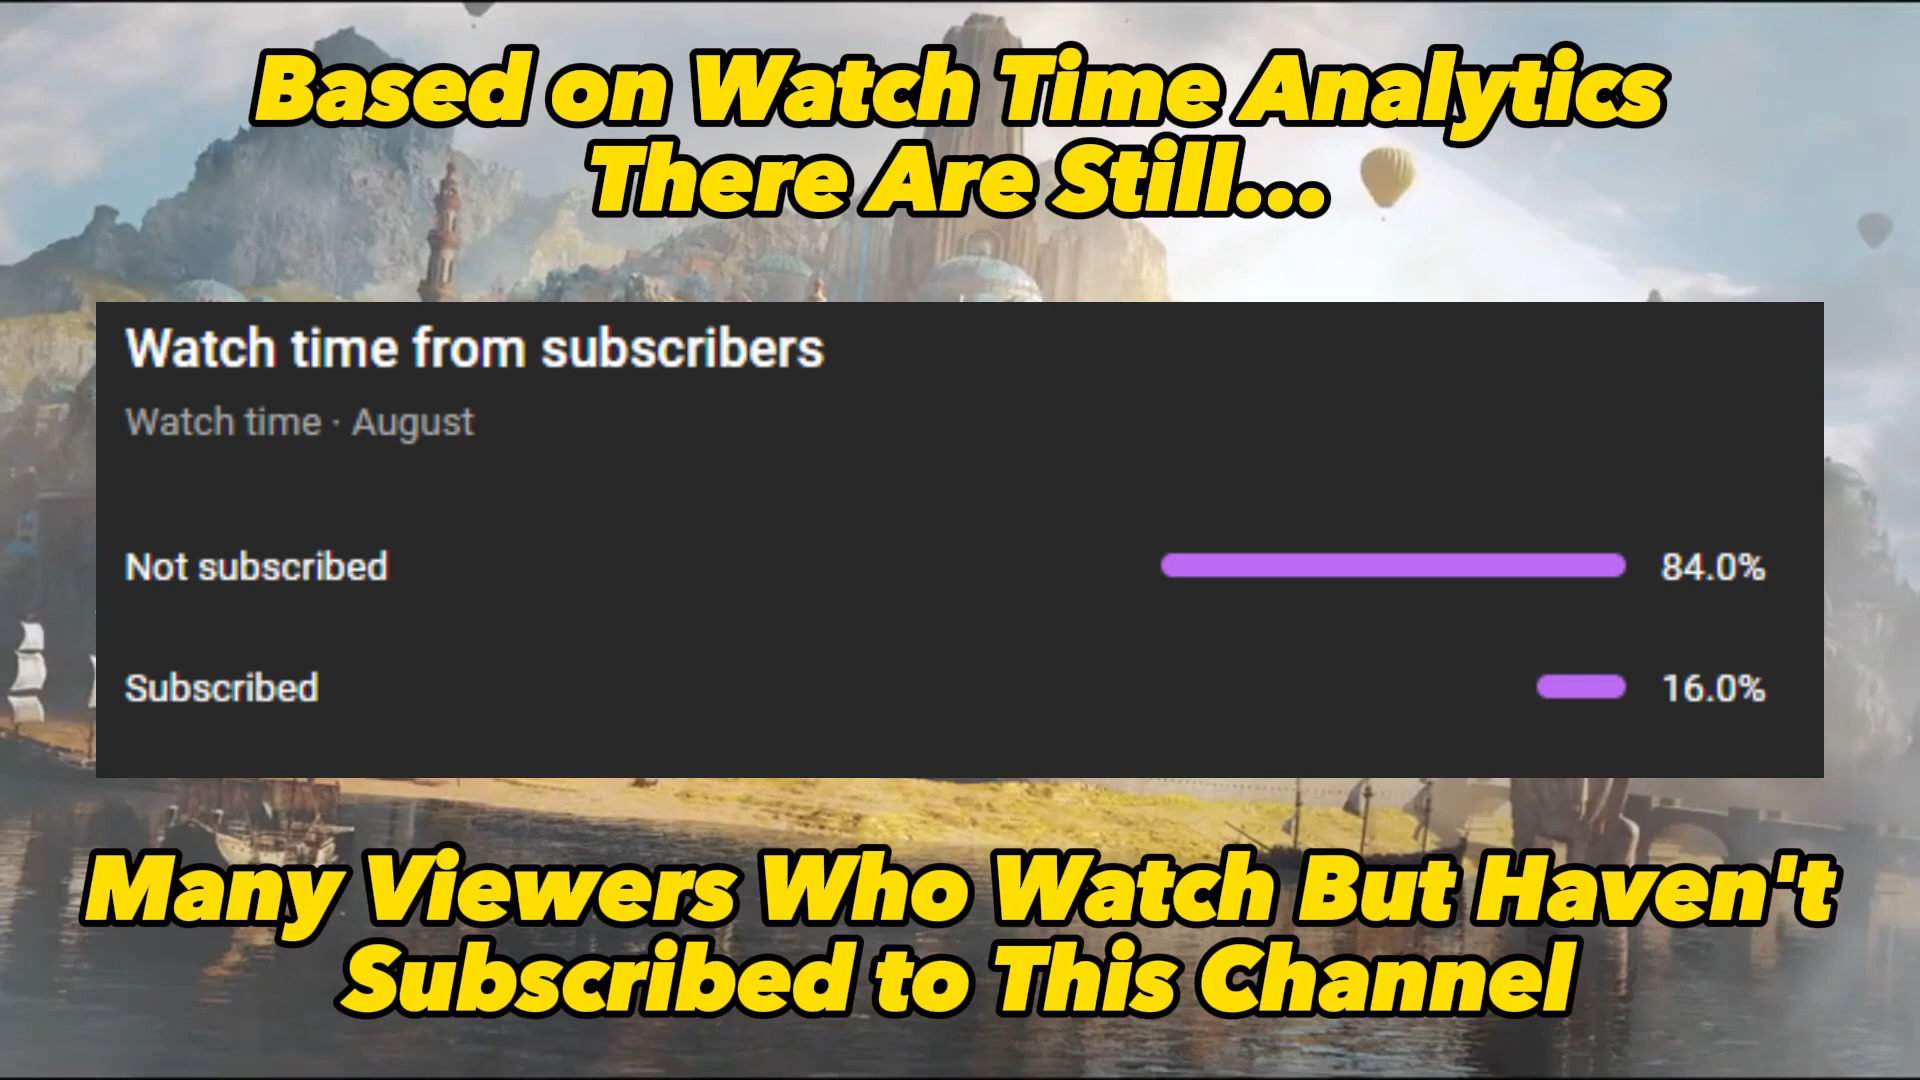 Based on Watch Time Analytics
There Are Still...
Watch time from subscribers
Watch time · August
Not subscribed 84.0%
Subscribed 16.0%
Many Viewers Who Watch But Haven't
Subscribed to This Channel